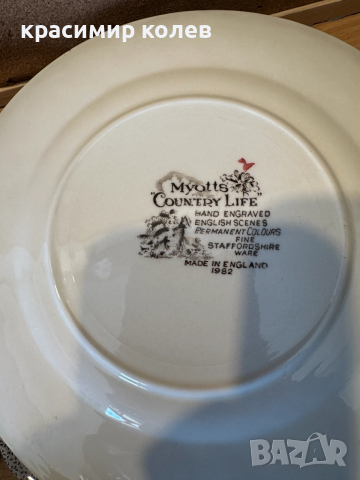 красимир колев
Myotts
"COUNTRY LIFE"
HAND ENGRAVED
ENGLISH SCENES
PERMANENT COLOURS
FINE
STAFFORDSHIRE
WARE
MADE IN ENGLAND
1982
BAZAR